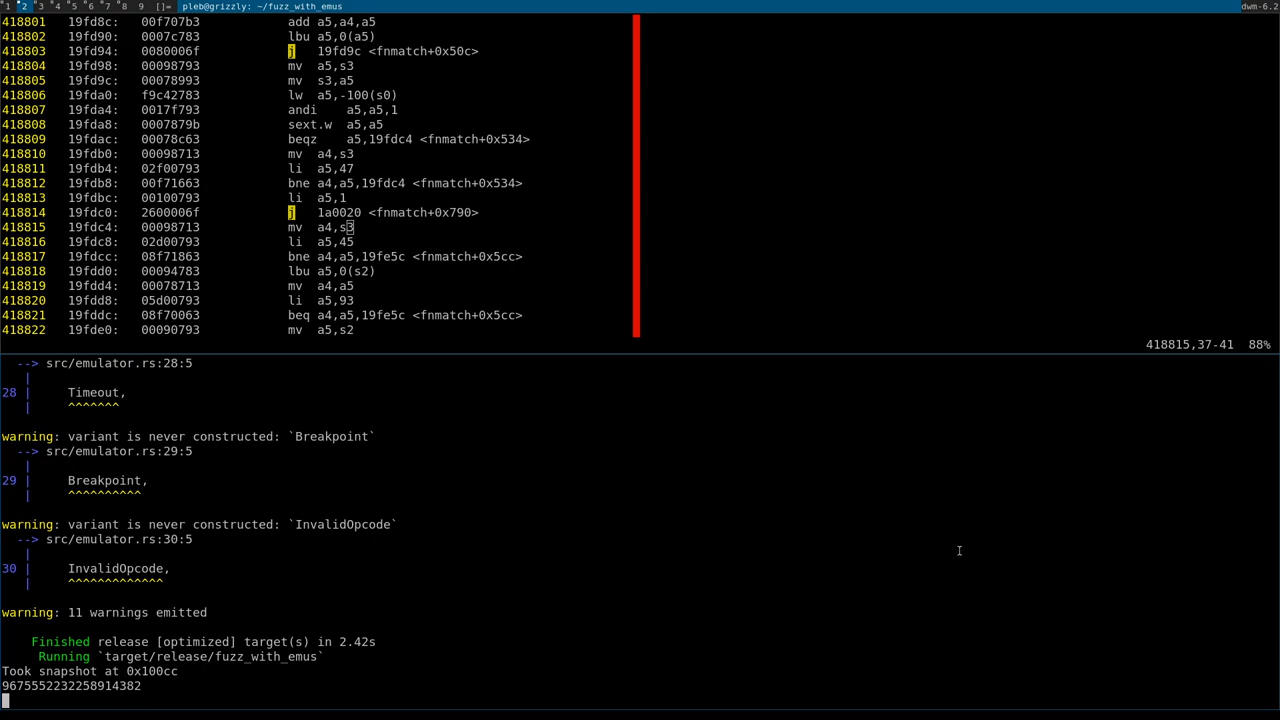 1 2 3 4 5 6 7 8 9 []= pleb@grizzly: ~/fuzz_with_emus dwm-6.2
418801 19fd8c: 00f707b3 add a5,a4,a5
418802 19fd90: 0007c783 lbu a5,0(a5)
418803 19fd94: 0080006f j 19fd9c <fnmatch+0x50c>
418804 19fd98: 00098793 mv a5,s3
418805 19fd9c: 00078993 mv s3,a5
418806 19fda0: f9c42783 lw a5,-100(s0)
418807 19fda4: 0017f793 andi a5,a5,1
418808 19fda8: 0007879b sext.w a5,a5
418809 19fdac: 00078c63 beqz a5,19fdc4 <fnmatch+0x534>
418810 19fdb0: 00098713 mv a4,s3
418811 19fdb4: 02f00793 li a5,47
418812 19fdb8: 00f71663 bne a4,a5,19fdc4 <fnmatch+0x534>
418813 19fdbc: 00100793 li a5,1
418814 19fdc0: 2600006f j 1a0020 <fnmatch+0x790>
418815 19fdc4: 00098713 mv a4,s3
418816 19fdc8: 02d00793 li a5,45
418817 19fdcc: 08f71863 bne a4,a5,19fe5c <fnmatch+0x5cc>
418818 19fdd0: 00094783 lbu a5,0(s2)
418819 19fdd4: 00078713 mv a4,a5
418820 19fdd8: 05d00793 li a5,93
418821 19fddc: 08f70063 beq a4,a5,19fe5c <fnmatch+0x5cc>
418822 19fde0: 00090793 mv a5,s2
418815,37-41 88%
--> src/emulator.rs:28:5
|
28 | Timeout,
| ^^^^^^^
warning: variant is never constructed: `Breakpoint`
--> src/emulator.rs:29:5
|
29 | Breakpoint,
| ^^^^^^^^^^
warning: variant is never constructed: `InvalidOpcode`
--> src/emulator.rs:30:5
|
30 | InvalidOpcode,
| ^^^^^^^^^^^^^
warning: 11 warnings emitted
Finished release [optimized] target(s) in 2.42s
Running `target/release/fuzz_with_emus`
Took snapshot at 0x100cc
9675552232258914382